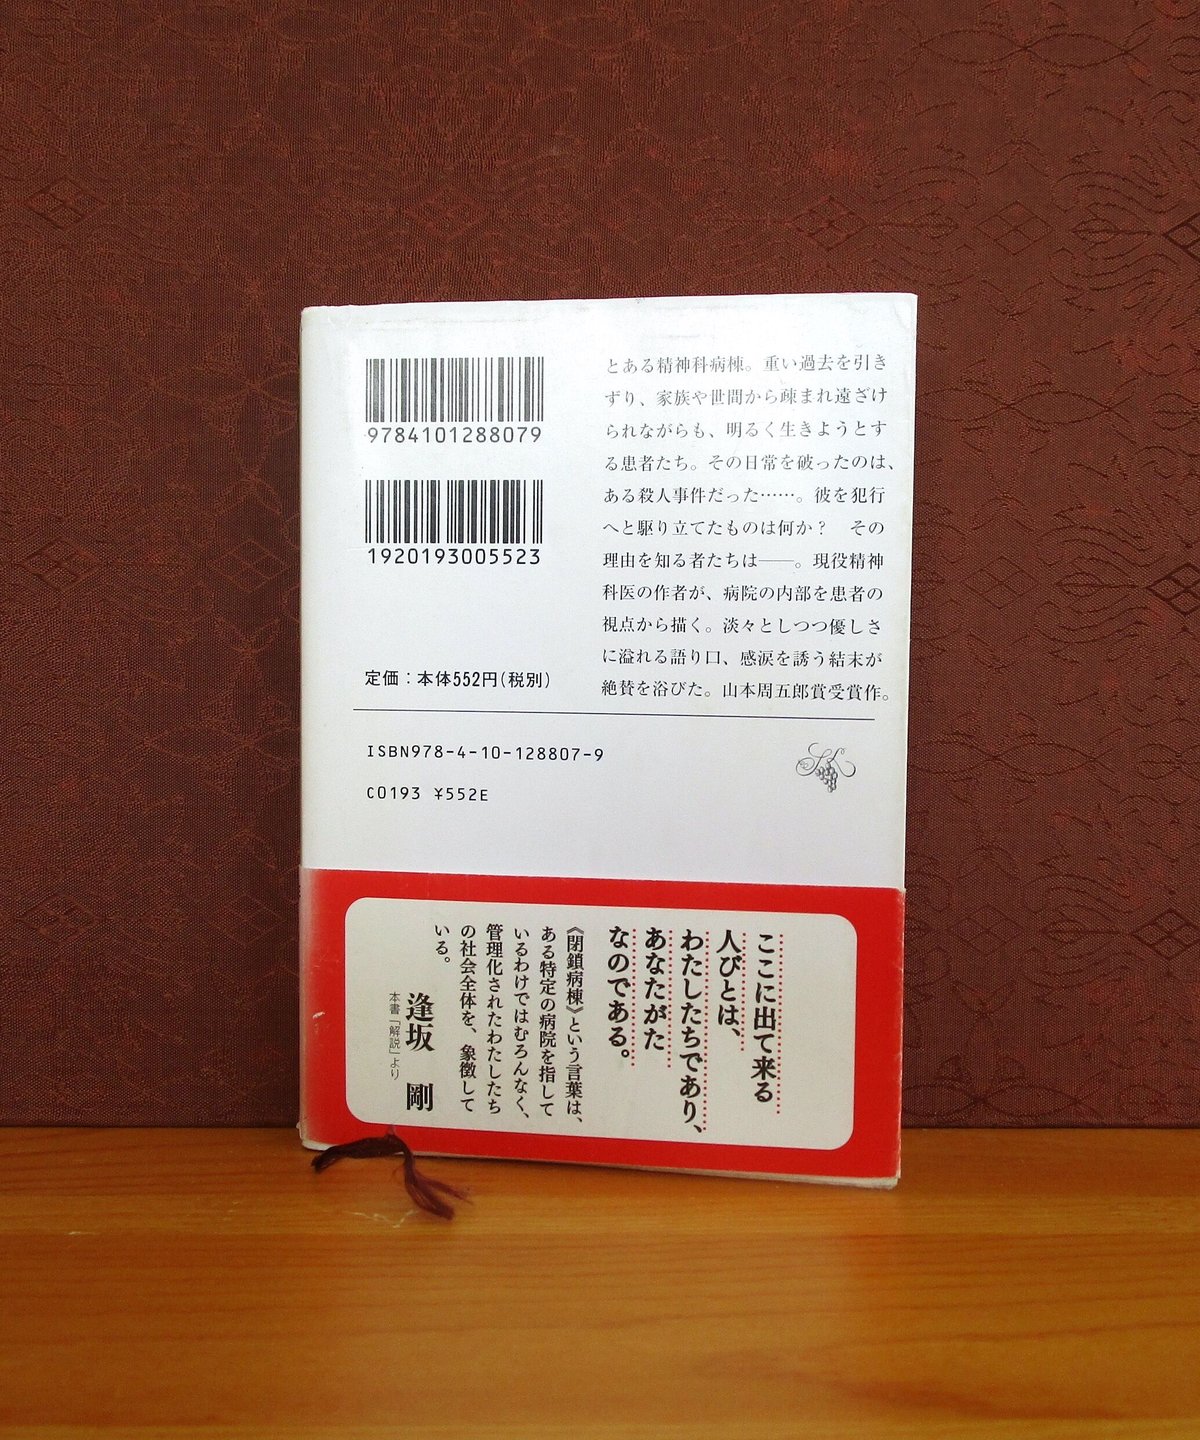 9784101288079
1920193005523
定価：本体552円（税別）
とある精神科病棟。重い過去を引き
ずり、家族や世間から疎まれ遠ざけ
られながらも、明るく生きようとす
る患者たち。その日常を破ったのは、
ある殺人事件だった……。彼を犯行
へと駆り立てたものは何か？　その
理由を知る者たちは――。現役精神
科医の作者が、病院の内部を患者の
視点から描く。淡々としつつ優しさ
に溢れる語り口、感涙を誘う結末が
絶賛を浴びた。山本周五郎賞受賞作。
ISBN978-4-10-128807-9
C0193 ¥552E
ここに出て来る
人びとは、
わたしたちであり、
あなたがた
なのである。
《閉鎖病棟》という言葉は、
ある特定の病院を指して
いるわけではむろんなく、
管理化されたわたしたち
の社会全体を、象徴して
いる。
逢坂 剛
本書「解説」より